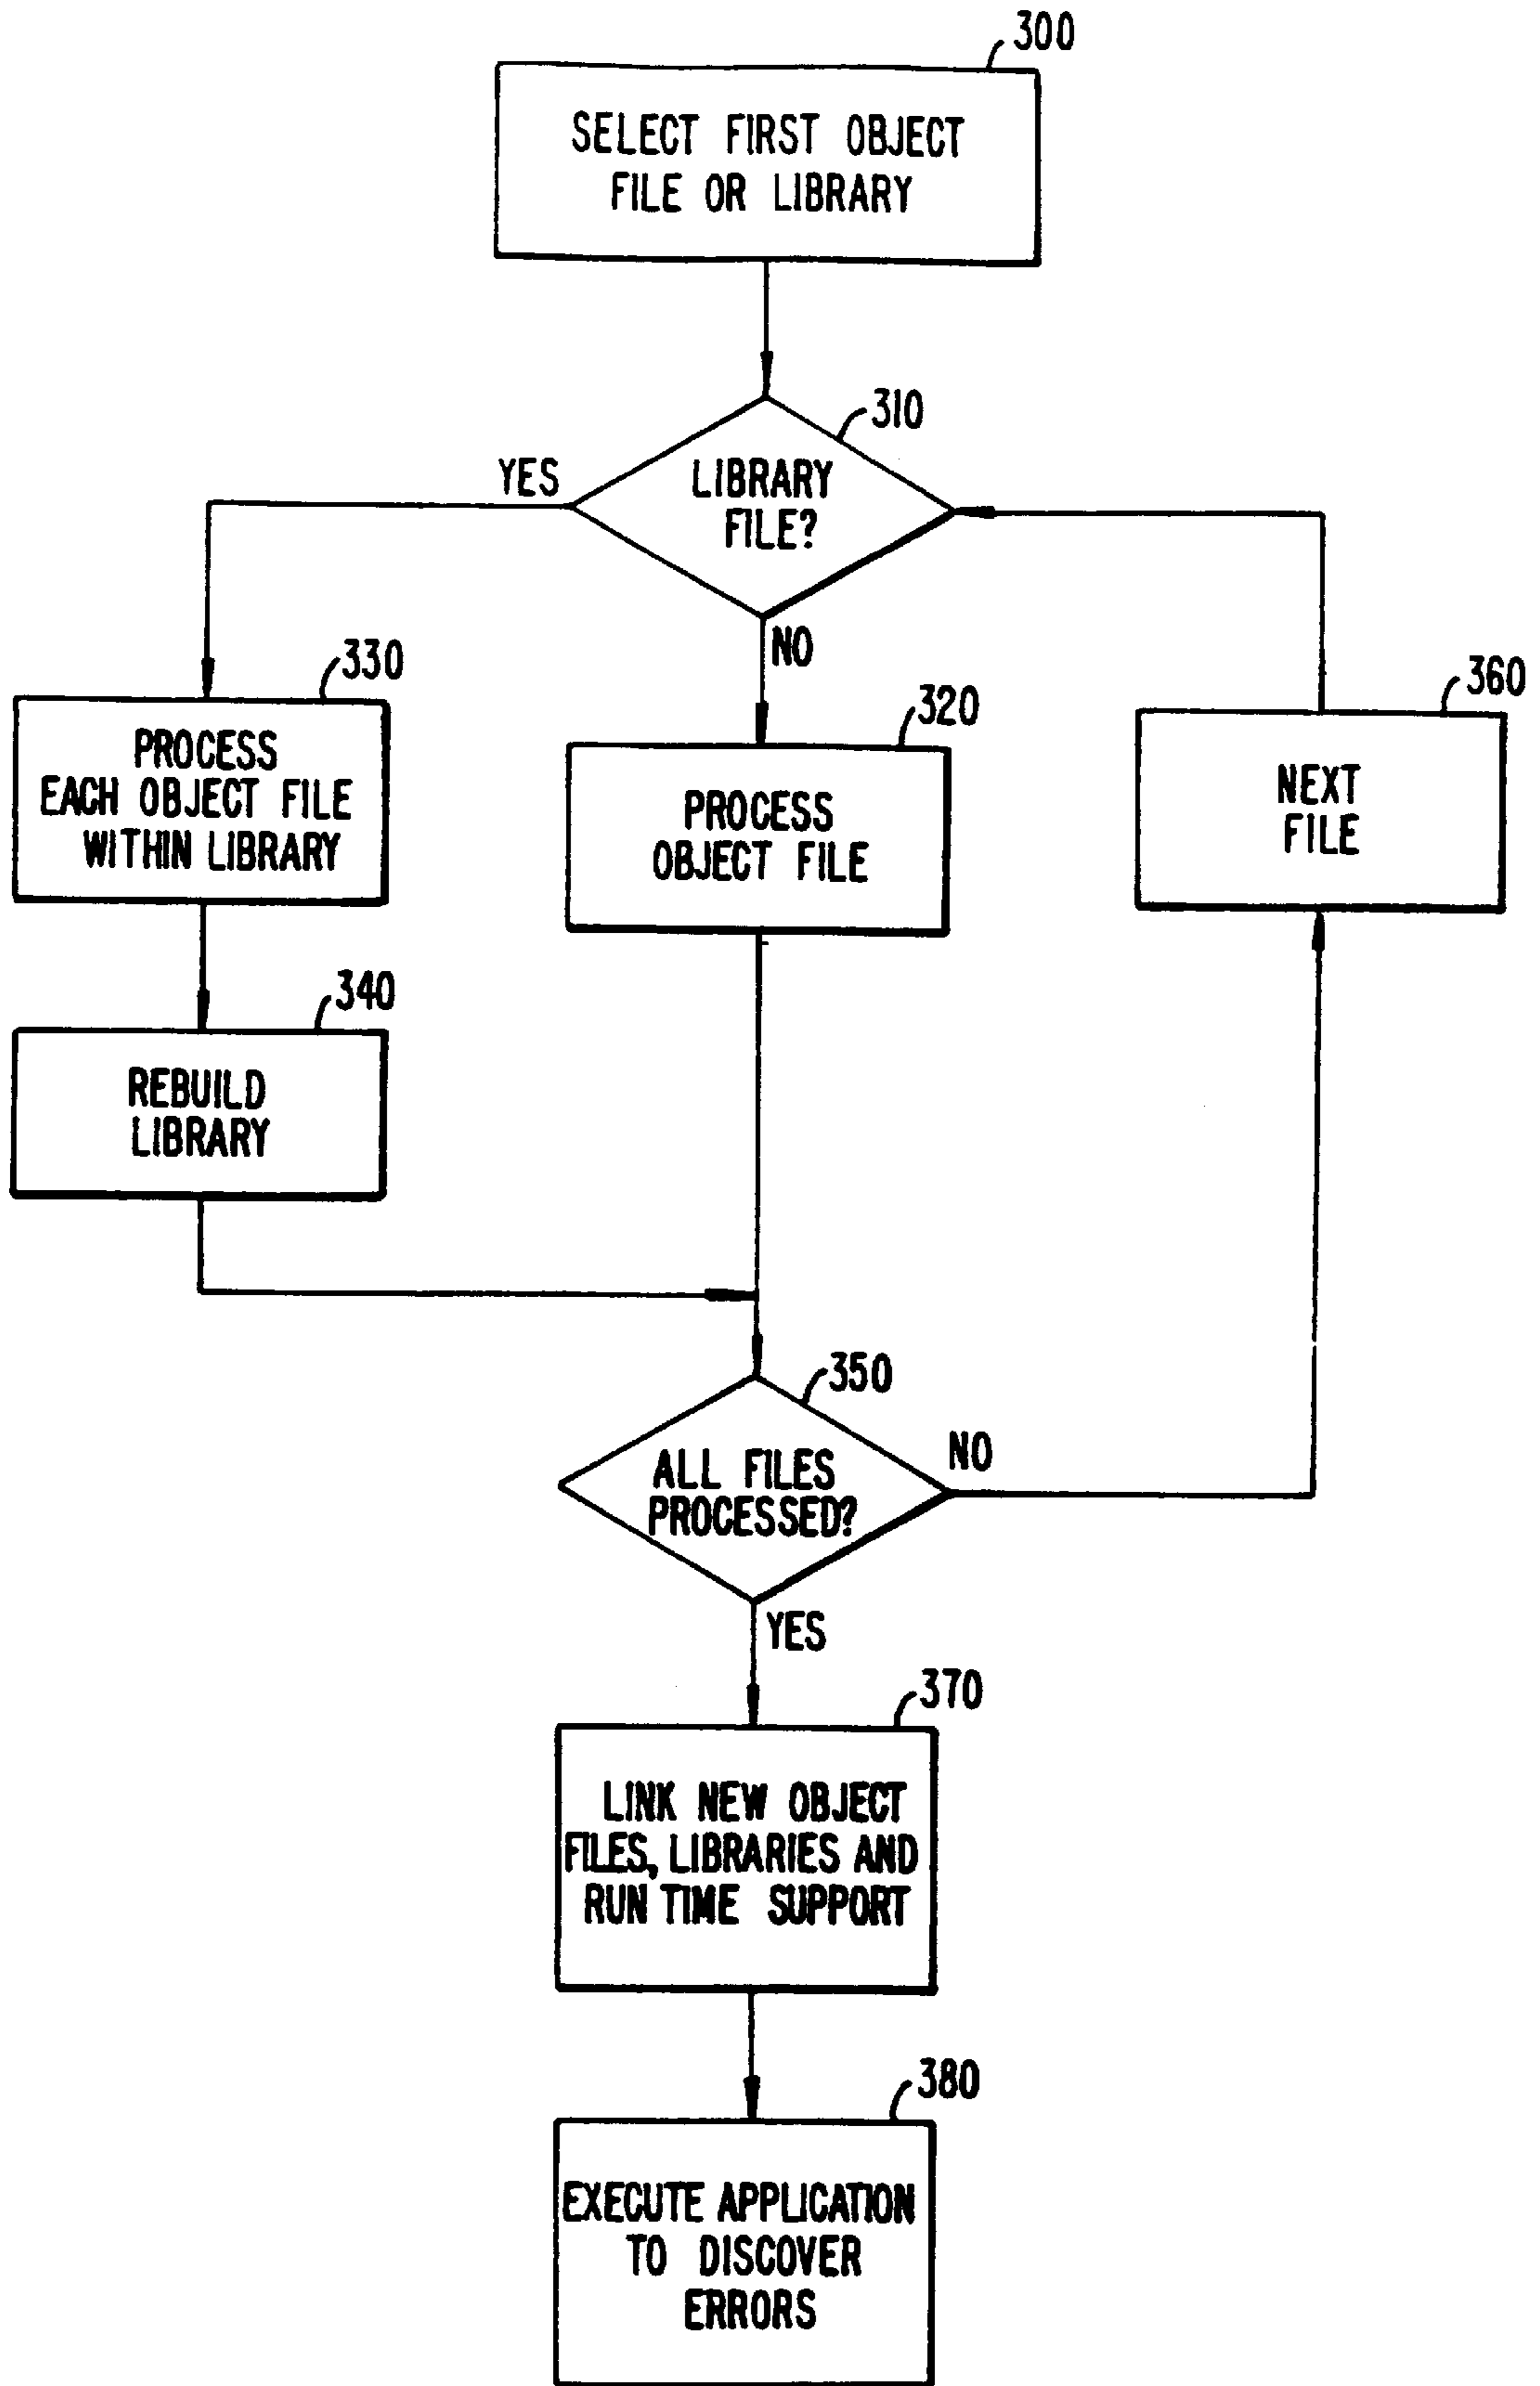 300
SELECT FIRST OBJECT
FILE OR LIBRARY
310
LIBRARY
FILE?
YES
NO
330
PROCESS
EACH OBJECT FILE
WITHIN LIBRARY
320
PROCESS
OBJECT FILE
360
NEXT
FILE
340
REBUILD
LIBRARY
350
ALL FILES
PROCESSED?
NO
YES
370
LINK NEW OBJECT
FILES, LIBRARIES AND
RUN TIME SUPPORT
380
EXECUTE APPLICATION
TO DISCOVER
ERRORS